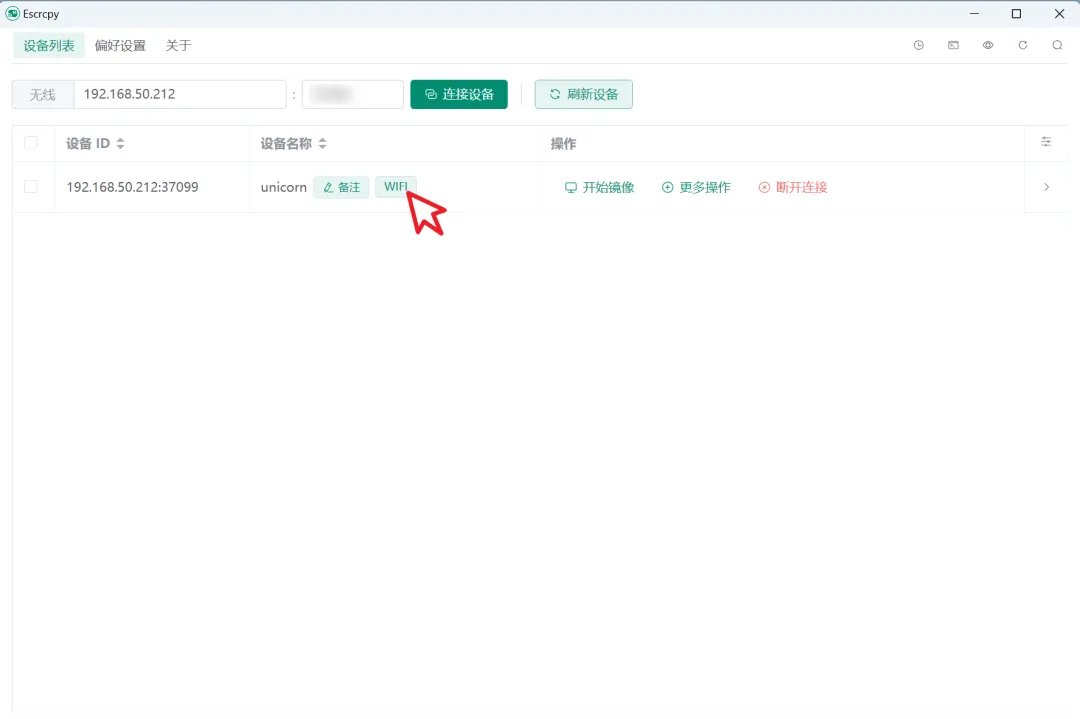 Escrcpy
设备列表 偏好设置 关于
无线 192.168.50.212 : 连接设备 刷新设备
设备 ID 设备名称 操作
192.168.50.212:37099 unicorn 备注 WIFI 开始镜像 更多操作 断开连接